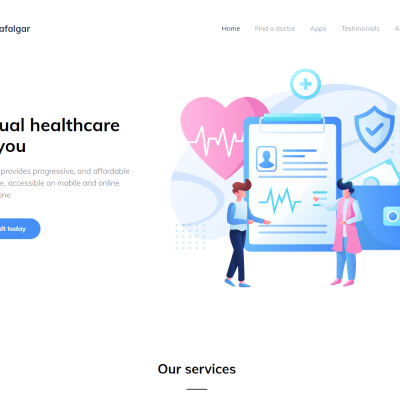 afalgar
Home Find a doctor Apps Testimonials A
ual healthcare
you
provides progressive, and affordable
e, accessible on mobile and online
one
lt today
Our services